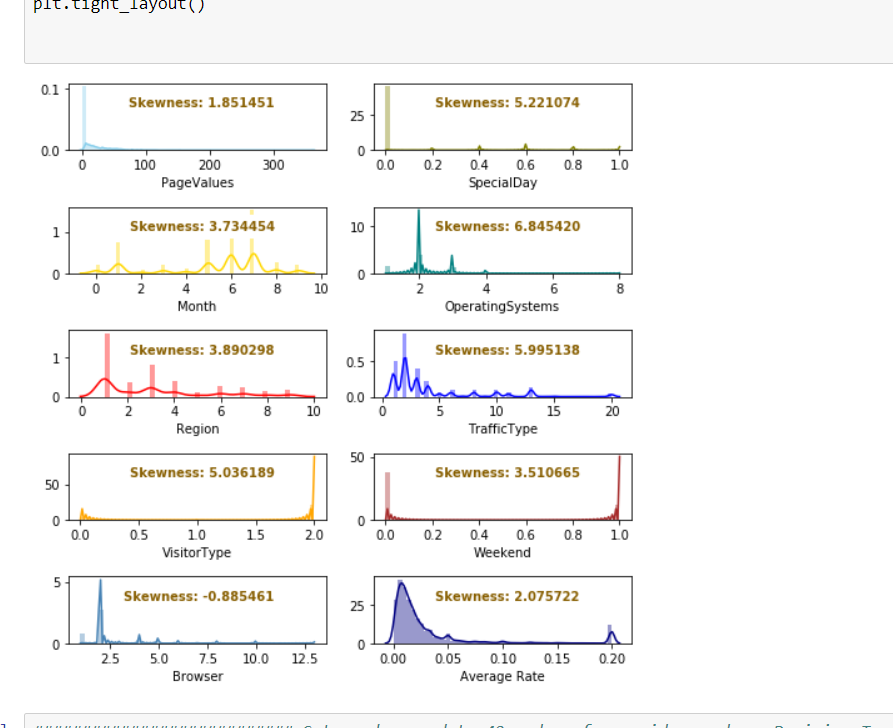 plt.tight_layout()
0.1
0.0
Skewness: 1.851451
0 100 200 300
PageValues
25
0
Skewness: 5.221074
0.0 0.2 0.4 0.6 0.8 1.0
SpecialDay
1
0
Skewness: 3.734454
0 2 4 6 8 10
Month
10
0
Skewness: 6.845420
2 4 6 8
OperatingSystems
1
0
Skewness: 3.890298
0 2 4 6 8 10
Region
0.5
0.0
Skewness: 5.995138
0 5 10 15 20
TrafficType
50
0
Skewness: 5.036189
0.0 0.5 1.0 1.5 2.0
VisitorType
50
0
Skewness: 3.510665
0.0 0.2 0.4 0.6 0.8 1.0
Weekend
5
0
Skewness: -0.885461
2.5 5.0 7.5 10.0 12.5
Browser
25
0
Skewness: 2.075722
0.00 0.05 0.10 0.15 0.20
Average Rate